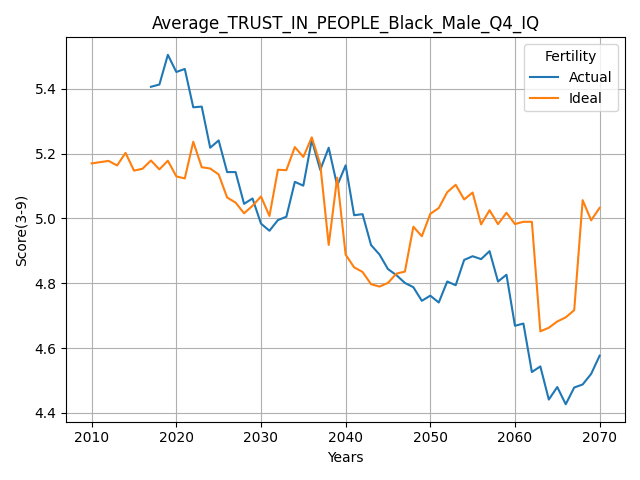 Average_TRUST_IN_PEOPLE_Black_Male_Q4_IQ
Fertility
Actual
Ideal
Score(3-9)
5.4
5.2
5.0
4.8
4.6
4.4
2010 2020 2030 2040 2050 2060 2070
Years